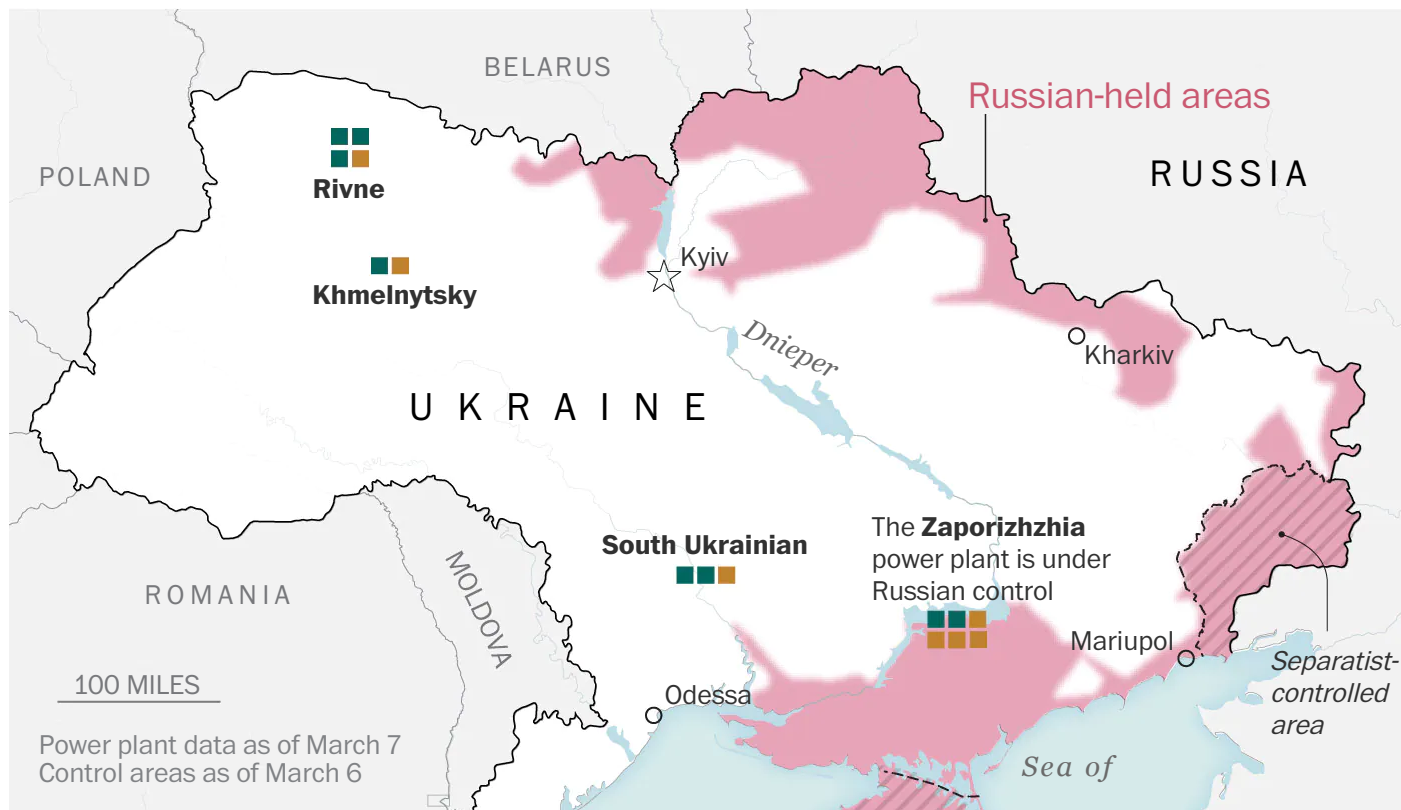 BELARUS
Russian-held areas
POLAND
RUSSIA
Rivne
Kyiv
Khmelnytsky
Dnieper
Kharkiv
UKRAINE
The Zaporizhzhia
power plant is under
Russian control
South Ukrainian
MOLDOVA
ROMANIA
Mariupol
Separatist-
controlled
area
100 MILES
Odessa
Power plant data as of March 7
Control areas as of March 6
Sea of